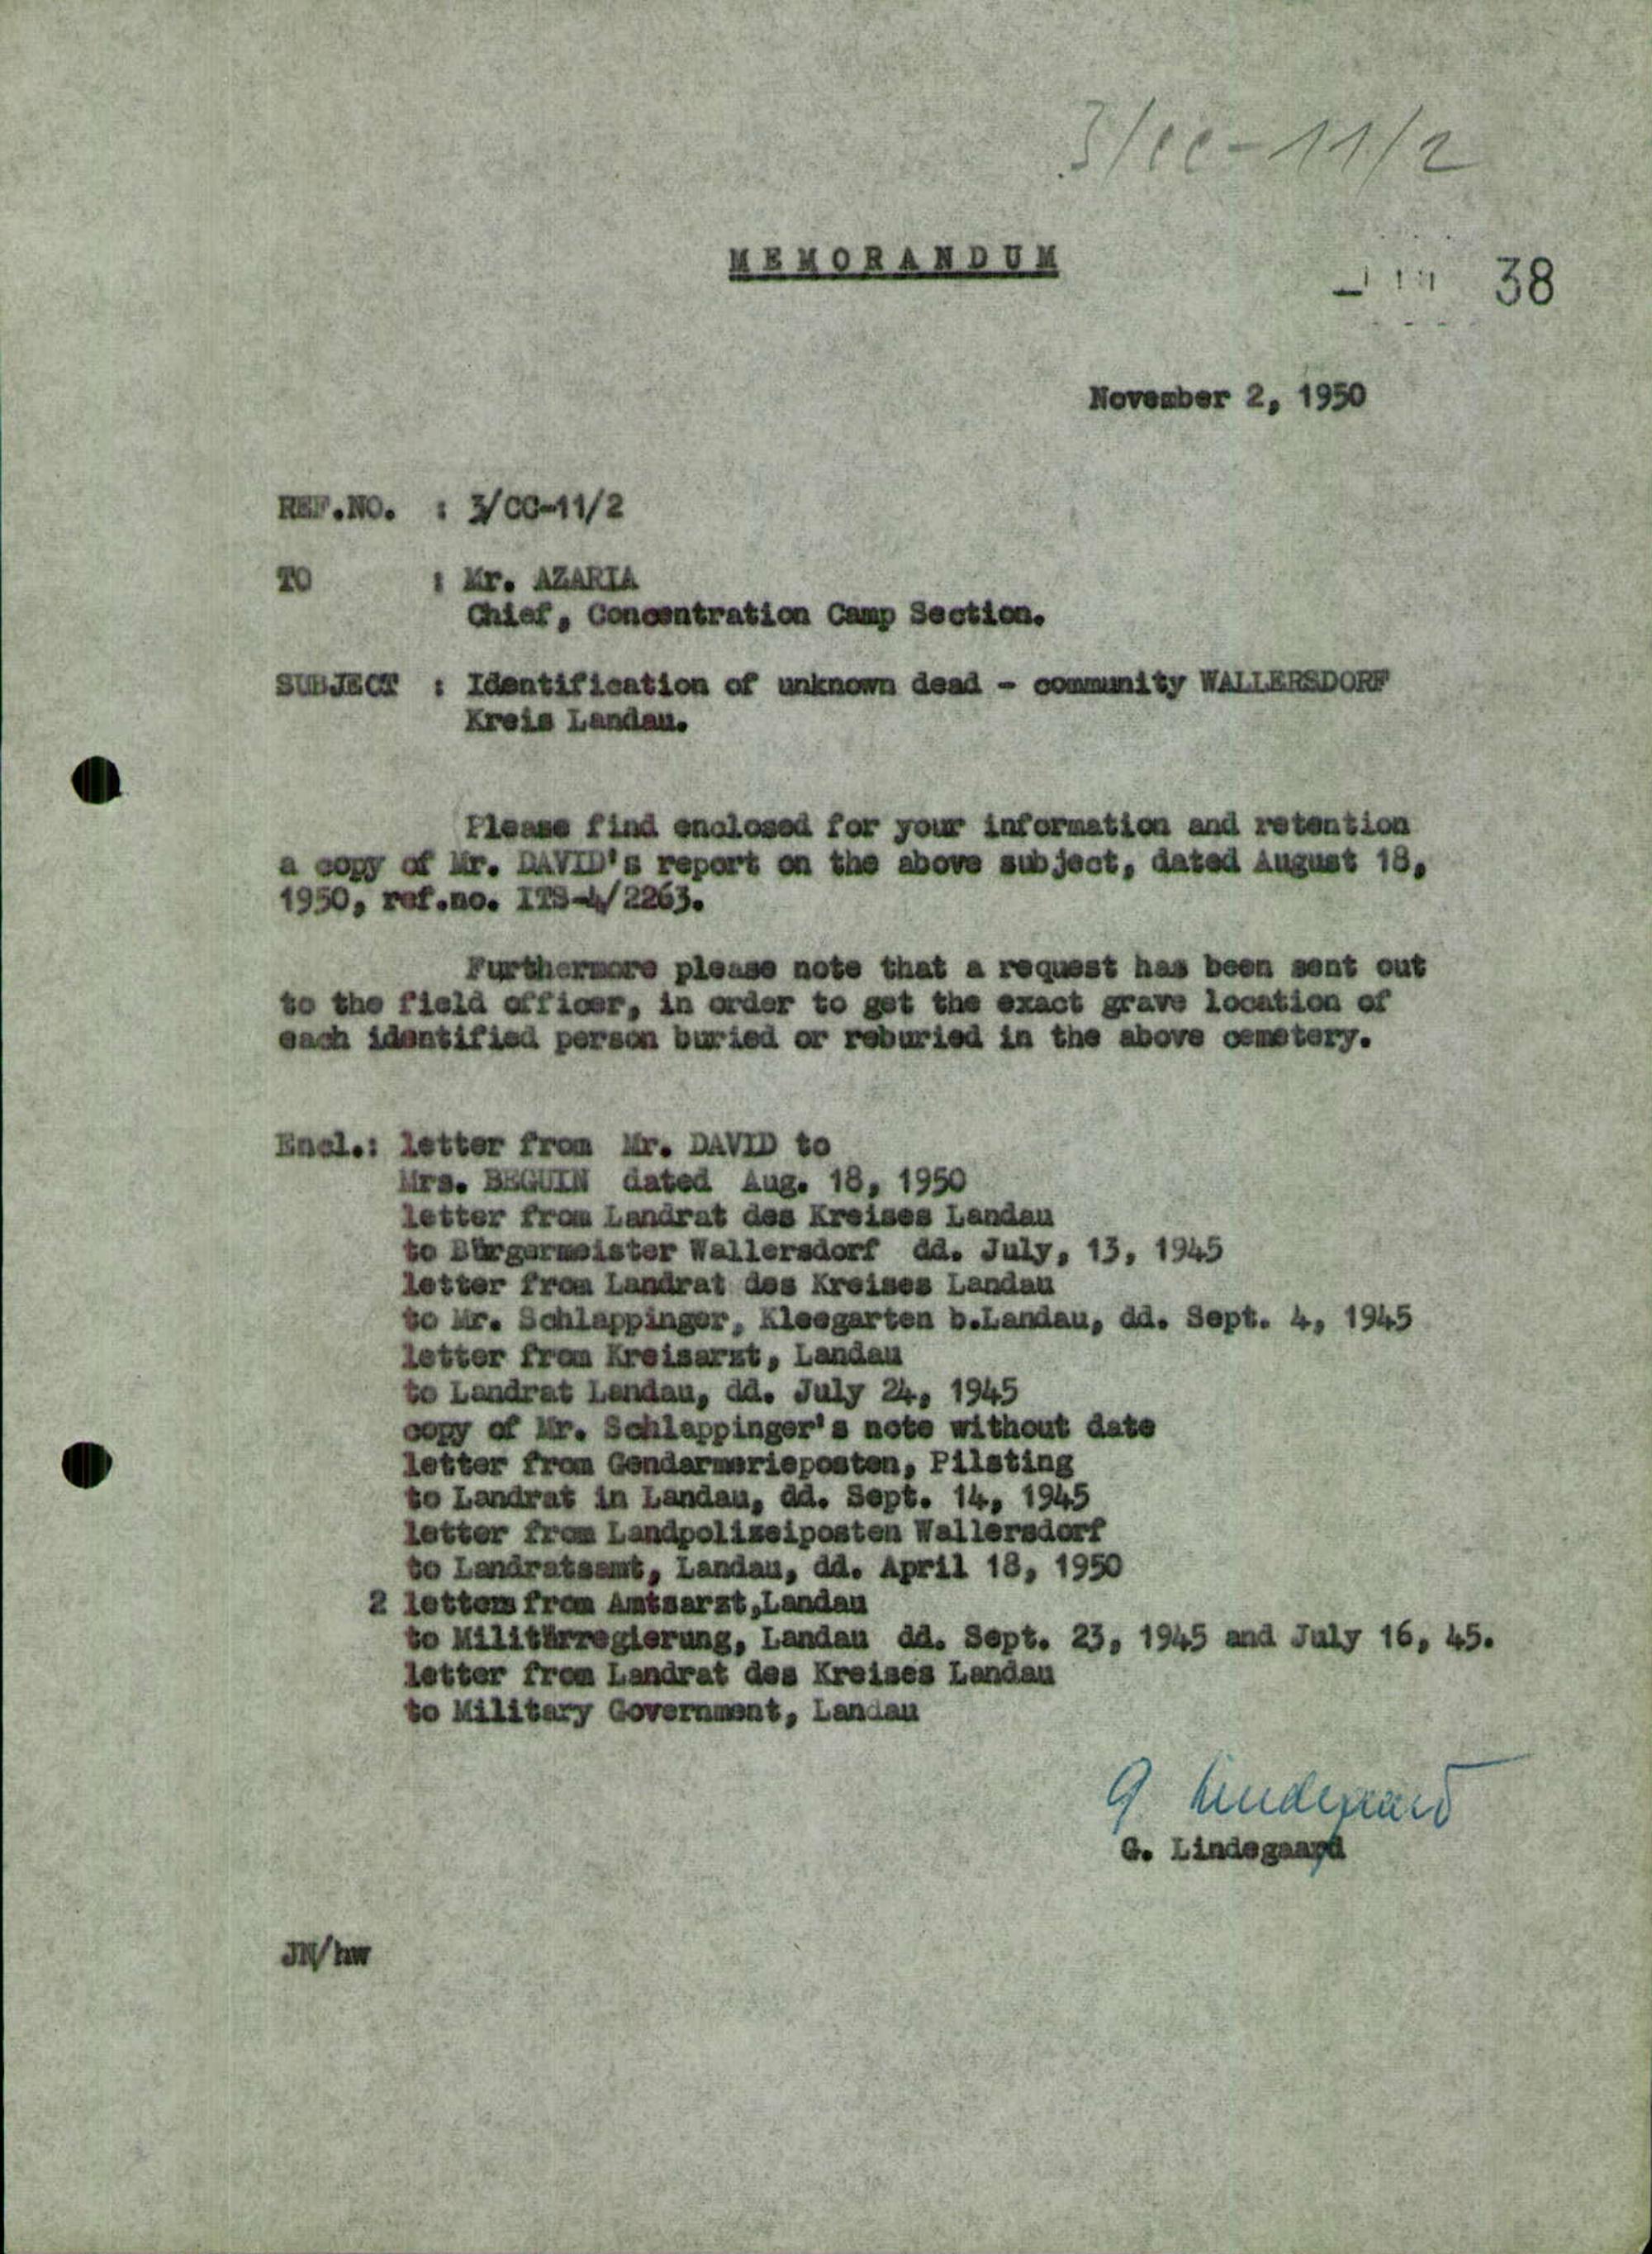 3/cc-11/2
MEMORANDUM
38
November 2, 1950
REF.NO. : 3/CC-11/2
TO : Mr. AZARIA
Chief, Concentration Camp Section.
SUBJECT : Identification of unknown dead - community WALLERSDORF
Kreis Landau.
Please find enclosed for your information and retention
a copy of Mr. DAVID's report on the above subject, dated August 18,
1950, ref.no. ITS-4/2263.
Furthermore please note that a request has been sent out
to the field officer, in order to get the exact grave location of
each identified person buried or reburied in the above cemetery.
Encl.: letter from Mr. DAVID to
Mrs. BEGUIN dated Aug. 18, 1950
letter from Landrat des Kreises Landau
to Bürgermeister Wallersdorf dd. July, 13, 1945
letter from Landrat des Kreises Landau
to Mr. Schlappinger, Kleegarten b.Landau, dd. Sept. 4, 1945
letter from Kreisarzt, Landau
to Landrat Landau, dd. July 24, 1945
copy of Mr. Schlappinger's note without date
letter from Gendarmerieposten, Pilsting
to Landrat in Landau, dd. Sept. 14, 1945
letter from Landpolizeiposten Wallersdorf
to Landratsamt, Landau, dd. April 18, 1950
2 letters from Amtsarzt,Landau
to Militärregierung, Landau dd. Sept. 23, 1945 and July 16, 45.
letter from Landrat des Kreises Landau
to Military Government, Landau
G Lindegaard
G. Lindegaard
JN/hw